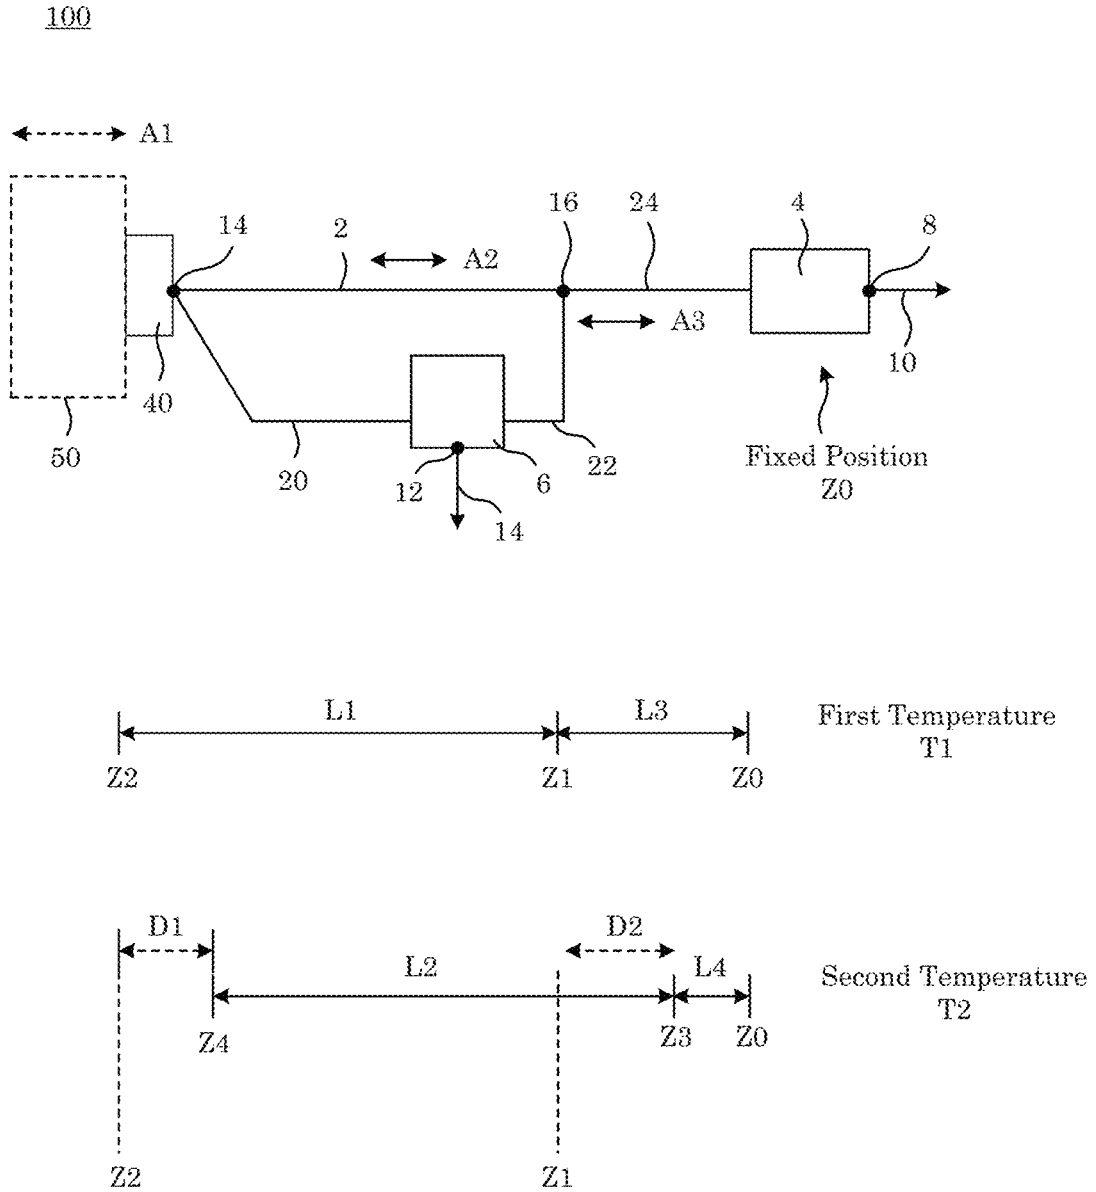 100
A1
14
2
A2
16
24
4
8
A3
10
40
50
20
12
6
22
14
Fixed Position
Z0
L1
L3
First Temperature
T1
Z2
Z1
Z0
D1
D2
L2
L4
Second Temperature
T2
Z4
Z3
Z0
Z2
Z1